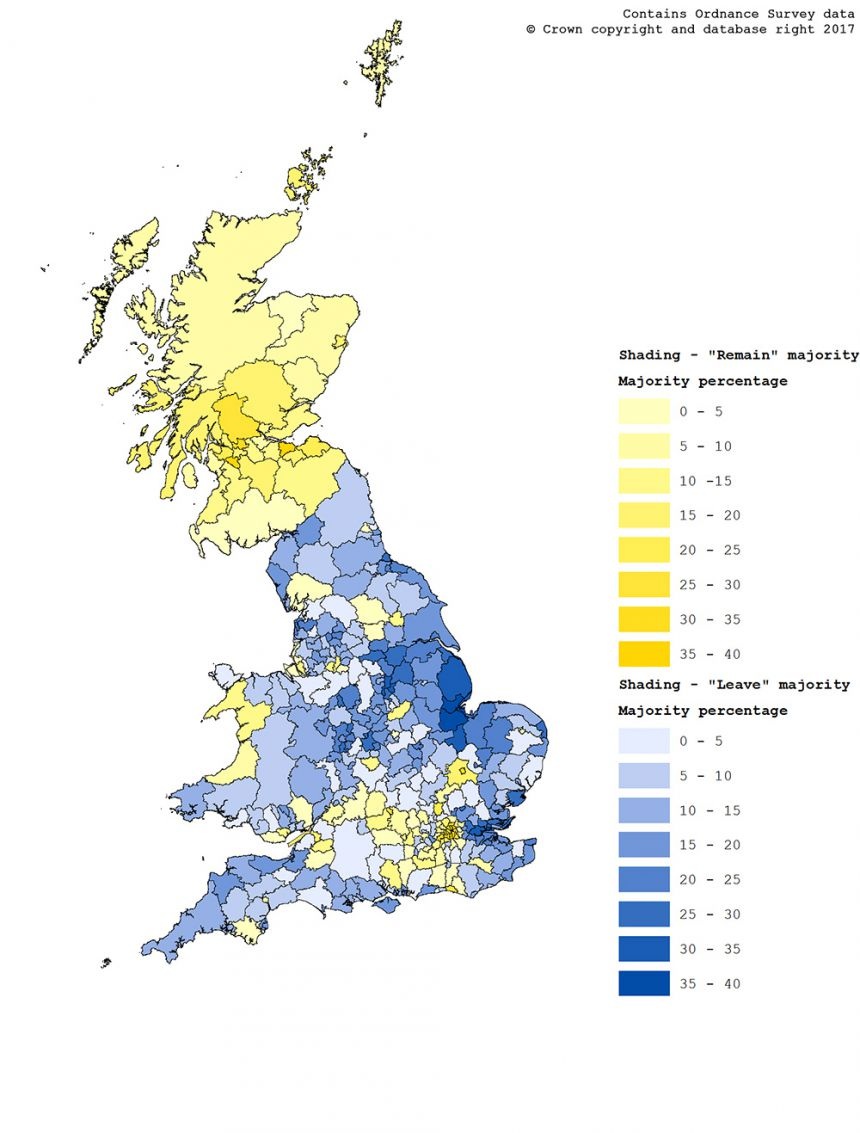 Contains Ordnance Survey data
© Crown copyright and database right 2017
Shading - "Remain" majority
Majority percentage
0 - 5
5 - 10
10 -15
15 - 20
20 - 25
25 - 30
30 - 35
35 - 40
Shading - "Leave" majority
Majority percentage
0 - 5
5 - 10
10 - 15
15 - 20
20 - 25
25 - 30
30 - 35
35 - 40